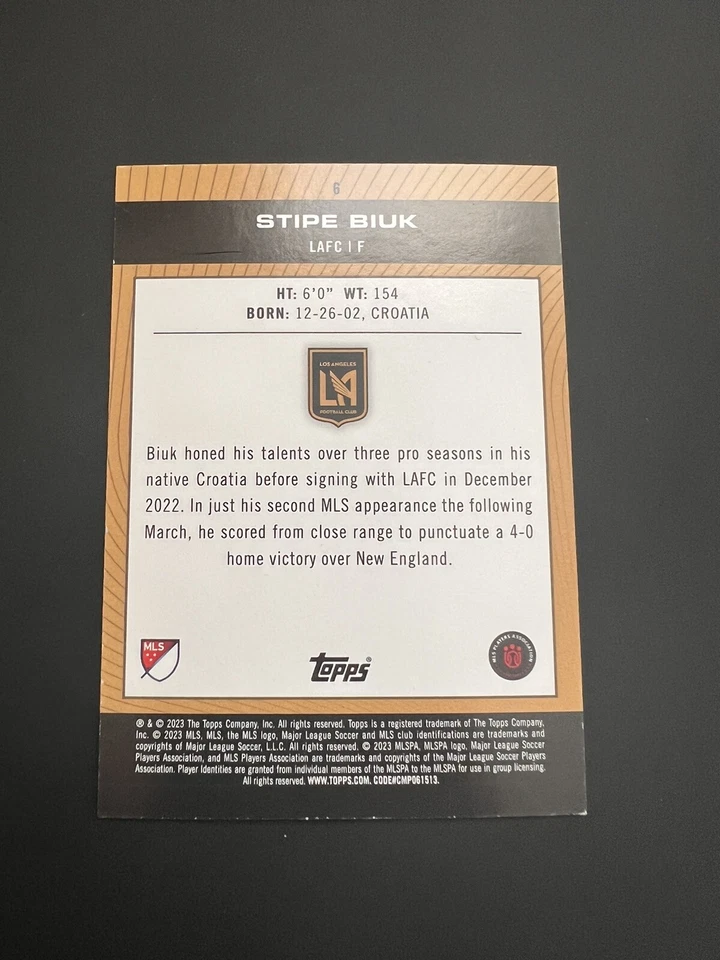 6
STIPE BIUK
LAFC | F
HT: 6'0" WT: 154
BORN: 12-26-02, CROATIA
LOS ANGELES
LA
FOOTBALL CLUB
Biuk honed his talents over three pro seasons in his
native Croatia before signing with LAFC in December
2022. In just his second MLS appearance the following
March, he scored from close range to punctuate a 4-0
home victory over New England.
MLS
Topps®
MLS PLAYERS ASSOCIATION
® & © 2023 The Topps Company, Inc. All rights reserved. Topps is a registered trademark of The Topps Company,
Inc. © 2023 MLS, MLS, the MLS logo, Major League Soccer and MLS club identifications are trademarks and
copyrights of Major League Soccer, L.L.C. All rights reserved. © 2023 MLSPA, MLSPA logo, Major League Soccer
Players Association, and MLS Players Association are trademarks and copyrights of the Major League Soccer Players
Association. Player Identities are granted from individual members of the MLSPA to the MLSPA for use in group licensing.
All rights reserved. WWW.TOPPS.COM. CODE#CMP061513.